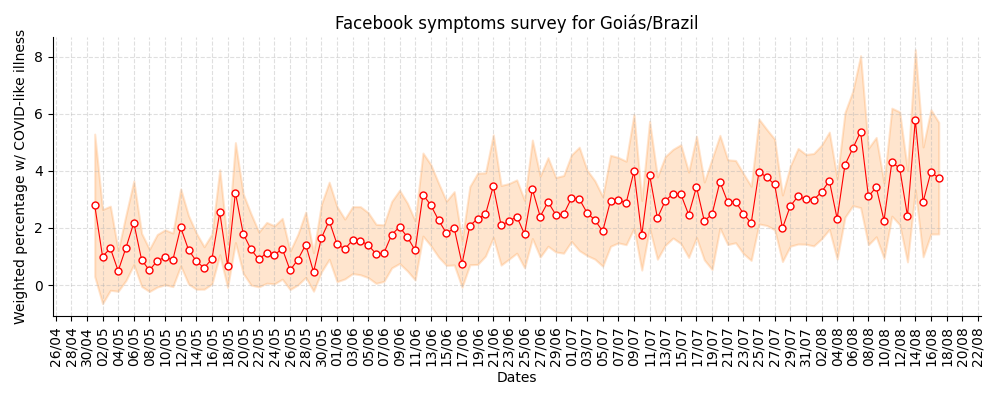 Facebook symptoms survey for Goiás/Brazil
Weighted percentage w/ COVID-like illness
8
6
4
2
0
26/04 28/04 30/04 02/05 04/05 06/05 08/05 10/05 12/05 14/05 16/05 18/05 20/05 22/05 24/05 26/05 28/05 30/05 01/06 03/06 05/06 07/06 09/06 11/06 13/06 15/06 17/06 19/06 21/06 23/06 25/06 27/06 29/06 01/07 03/07 05/07 07/07 09/07 11/07 13/07 15/07 17/07 19/07 21/07 23/07 25/07 27/07 29/07 31/07 02/08 04/08 06/08 08/08 10/08 12/08 14/08 16/08 18/08 20/08 22/08
Dates